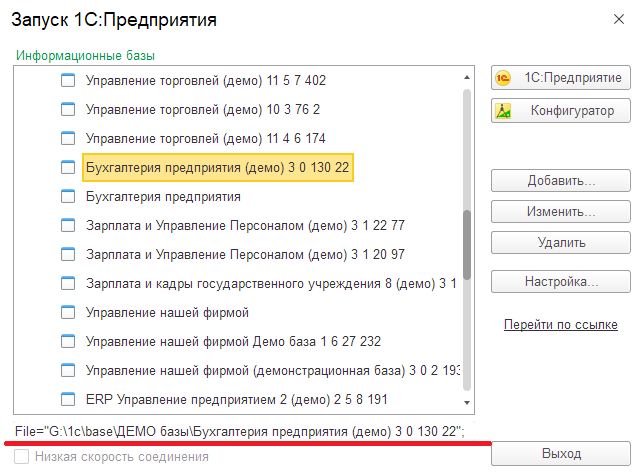 Запуск 1С:Предприятия
Информационные базы
Управление торговлей (демо) 11 5 7 402
Управление торговлей (демо) 10 3 76 2
Управление торговлей (демо) 11 4 6 174
Бухгалтерия предприятия (демо) 3 0 130 22
Бухгалтерия предприятия
Зарплата и Управление Персоналом (демо) 3 1 22 77
Зарплата и Управление Персоналом (демо) 3 1 20 97
Зарплата и кадры государственного учреждения 8 (демо) 3 1
Управление нашей фирмой
Управление нашей фирмой Демо база 1 6 27 232
Управление нашей фирмой (демонстрационная база) 3 0 2 193
ERP Управление предприятием 2 (демо) 2 5 8 191
File="G:\1c\base\ДЕМО базы\Бухгалтерия предприятия (демо) 3 0 130 22";
Низкая скорость соединения
1С:Предприятие
Конфигуратор
Добавить...
Изменить...
Удалить
Настройка...
Перейти по ссылке
Выход